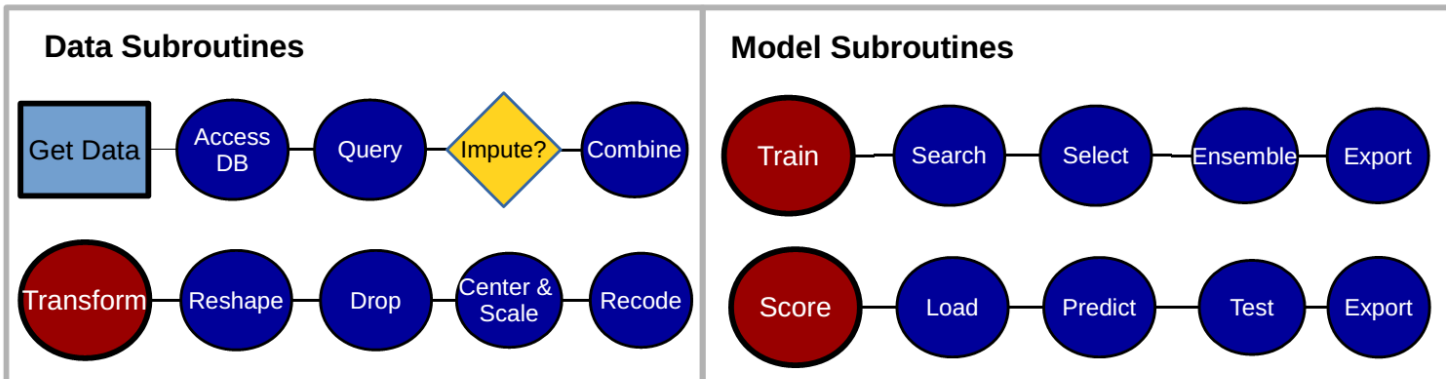 Data Subroutines
Get Data
Access
DB
Query
Impute?
Combine
Transform
Reshape
Drop
Center &
Scale
Recode
Model Subroutines
Train
Search
Select
Ensemble
Export
Score
Load
Predict
Test
Export